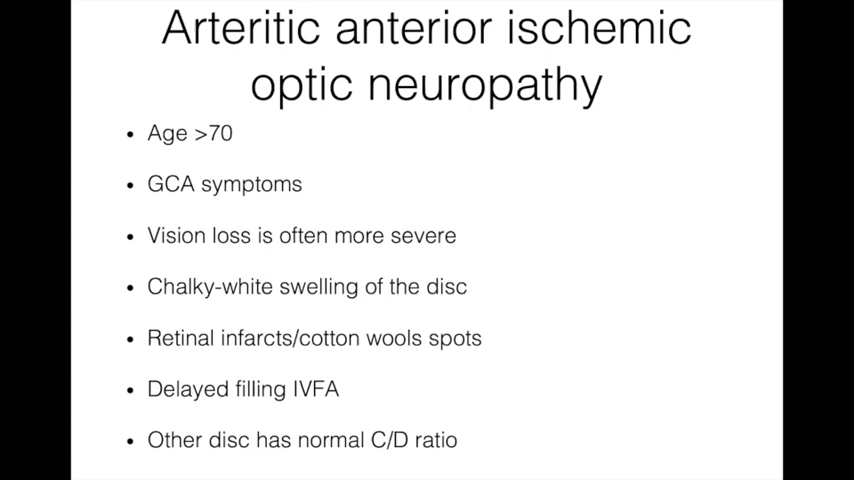 Arteritic anterior ischemic
optic neuropathy
• Age >70
• GCA symptoms
• Vision loss is often more severe
• Chalky-white swelling of the disc
• Retinal infarcts/cotton wools spots
• Delayed filling IVFA
• Other disc has normal C/D ratio